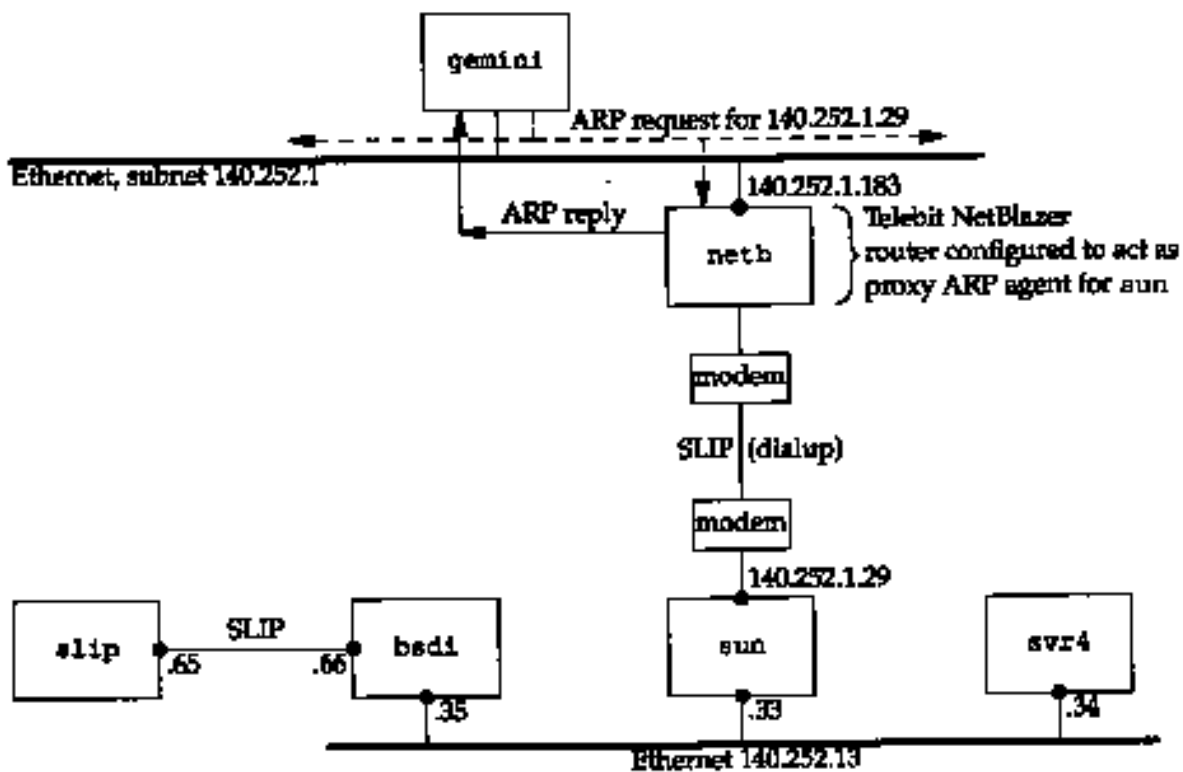 gemini
ARP request for 140.252.1.29
Ethernet, subnet 140.252.1
140.252.1.183
ARP reply
netb
Telebit NetBlazer
router configured to act as
proxy ARP agent for sun
modem
SLIP (dialup)
modem
140.252.1.29
slip
SLIP
bsdi
sun
svr4
.65
.66
.35
.33
.34
Ethernet 140.252.13